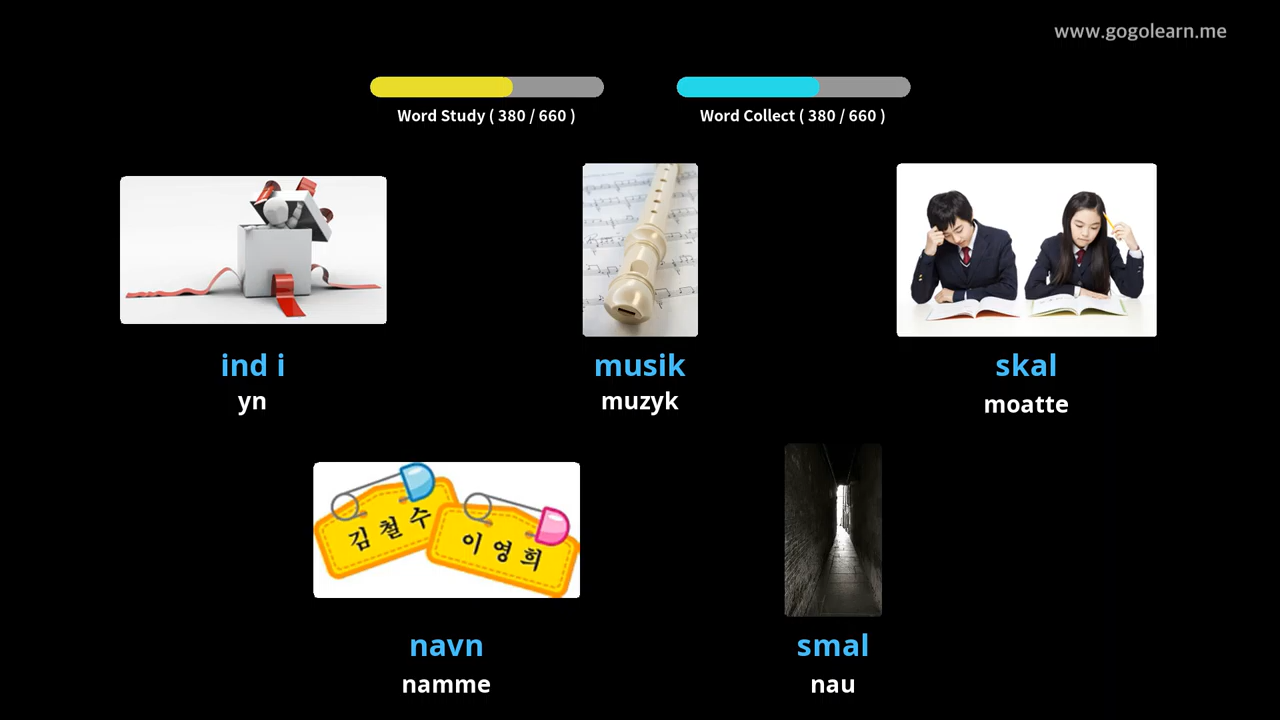 www.gogolearn.me
Word Study ( 380 / 660 )
Word Collect ( 380 / 660 )
ind i
yn
musik
muzyk
skal
moatte
김철수
이영희
navn
namme
smal
nau